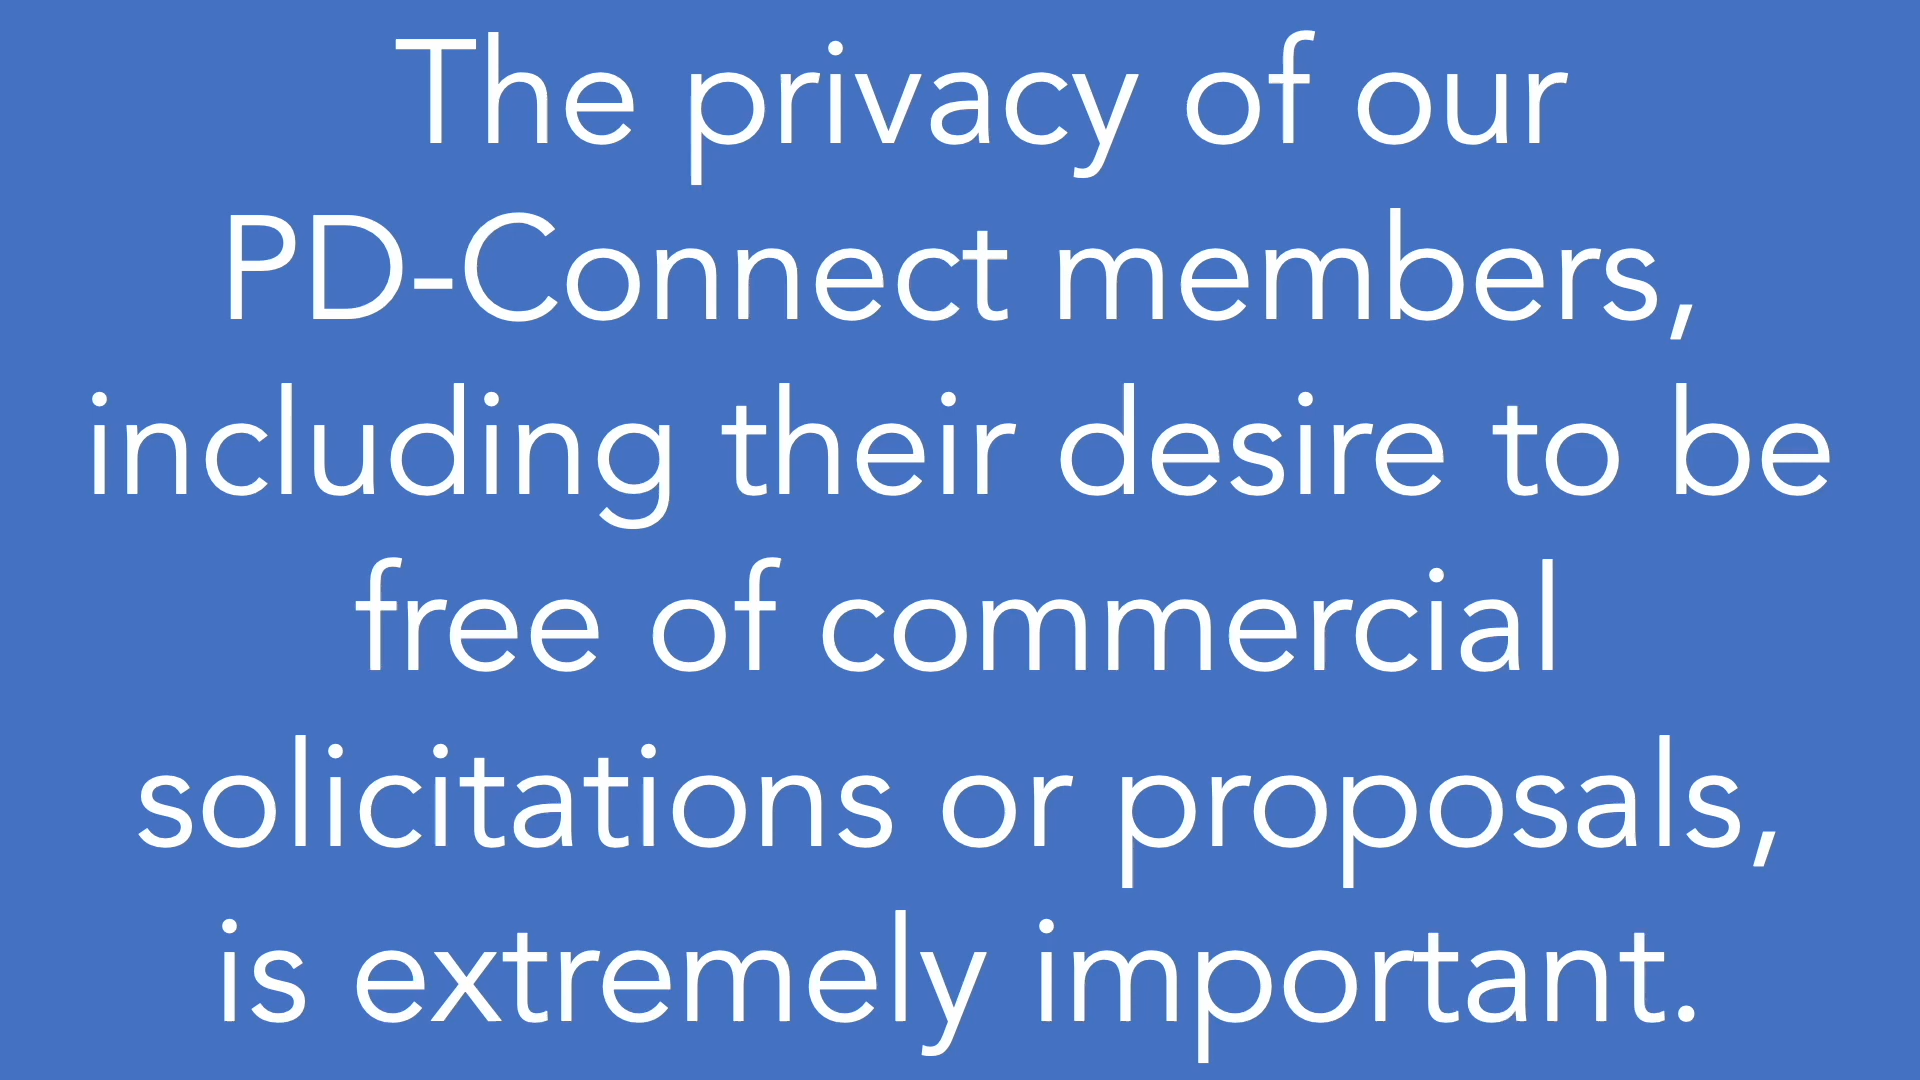 The privacy of our
PD-Connect members,
including their desire to be
free of commercial
solicitations or proposals,
is extremely important.